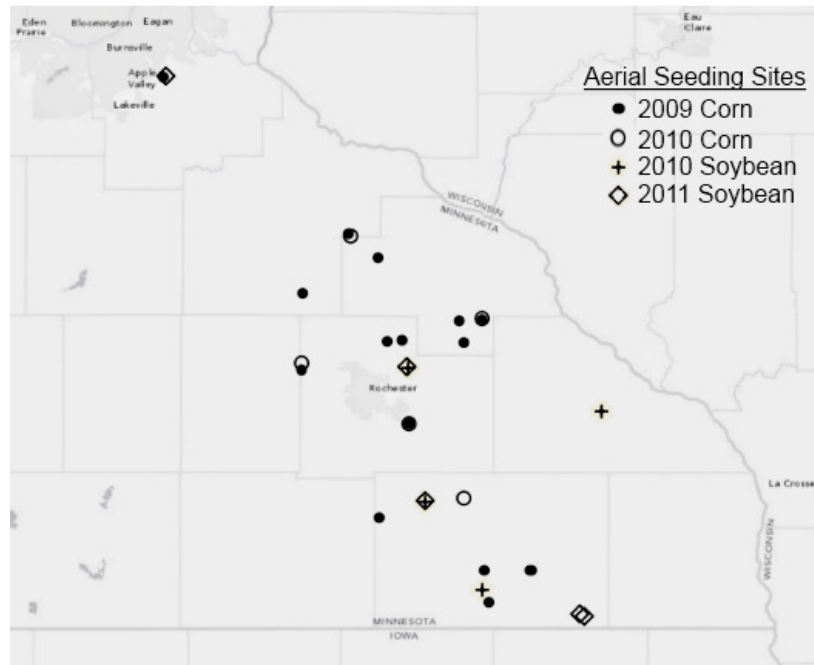 Eden
Prairie
Bloomington
Eagan
Eau
Claire
Burnsville
Apple
Valley
Lakeville
Aerial Seeding Sites
2009 Corn
2010 Corn
2010 Soybean
2011 Soybean
WISCONSIN
MINNESOTA
Rochester
La Crosse
WISCONSIN
MINNESOTA
IOWA